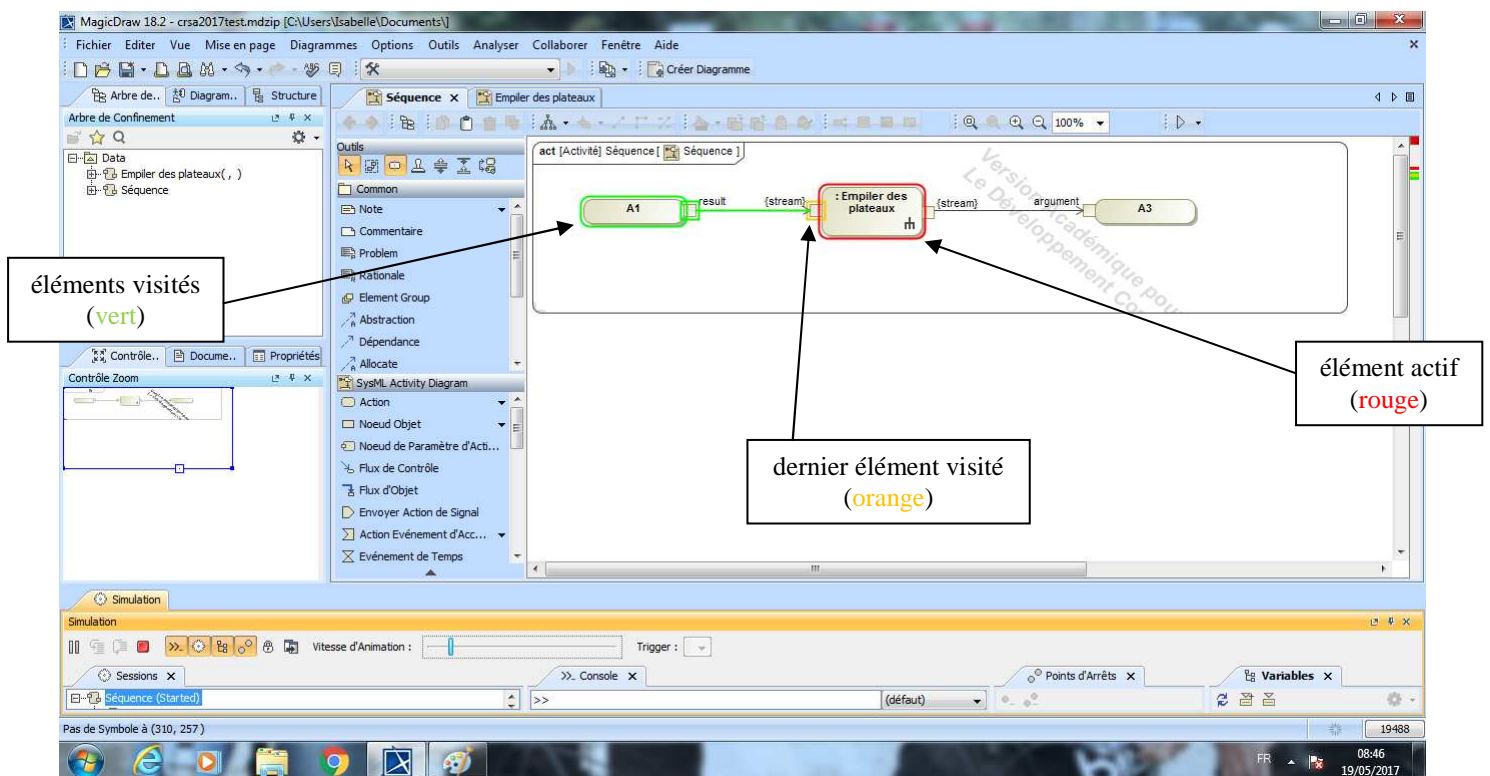 MagicDraw 18.2 - crsa2017test.mdzip [C:\Users\Isabelle\Documents\]
Fichier Editer Vue Mise en page Diagrammes Options Outils Analyser Collaborer Fenêtre Aide
Créer Diagramme
Arbre de.. Diagram.. Structure
Séquence Empiler des plateaux
Arbre de Confinement
100%
Data
Empiler des plateaux( , )
Séquence
Outils
Common
Note
Commentaire
Problem
Rationale
Element Group
Abstraction
Dépendance
Allocate
SysML Activity Diagram
Action
Noeud Objet
Noeud de Paramètre d'Acti...
Flux de Contrôle
Flux d'Objet
Envoyer Action de Signal
Action Evénement d'Acc...
Evénement de Temps
act [Activité] Séquence [ Séquence ]
A1
result
{stream}
: Empiler des
plateaux
{stream}
argument
A3
Version Académique pour
Le Développement
éléments visités
(vert)
élément actif
(rouge)
dernier élément visité
(orange)
Contrôle.. Docume.. Propriétés
Contrôle Zoom
Simulation
Simulation
Vitesse d'Animation :
Trigger :
Sessions
>>_ Console
Points d'Arrêts
Variables
Séquence (Started)
>>
(défaut)
Pas de Symbole à (310, 257 )
19488
FR
08:46
19/05/2017